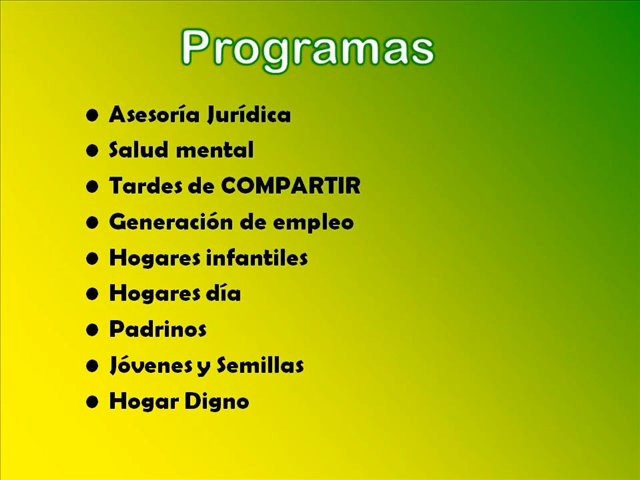 Programas
• Asesoría Jurídica
• Salud mental
• Tardes de COMPARTIR
• Generación de empleo
• Hogares infantiles
• Hogares día
• Padrinos
• Jóvenes y Semillas
• Hogar Digno